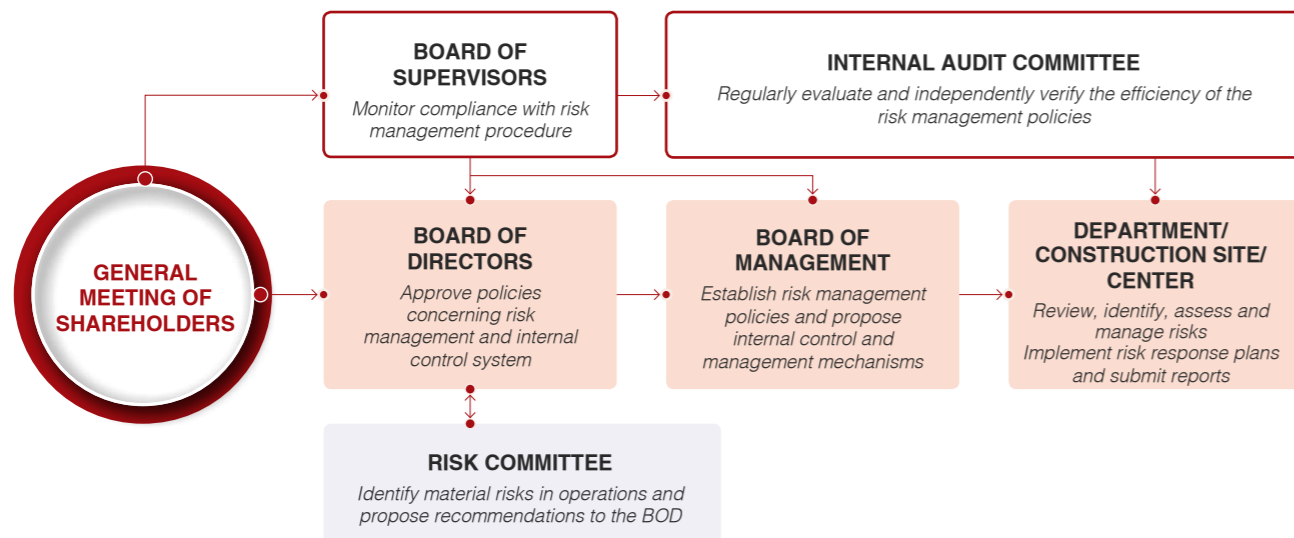 BOARD OF
SUPERVISORS
Monitor compliance with risk
management procedure
INTERNAL AUDIT COMMITTEE
Regularly evaluate and independently verify the efficiency of the
risk management policies
GENERAL
MEETING OF
SHAREHOLDERS
BOARD OF
DIRECTORS
Approve policies
concerning risk
management and internal
control system
BOARD OF
MANAGEMENT
Establish risk management
policies and propose
internal control and
management mechanisms
DEPARTMENT/
CONSTRUCTION SITE/
CENTER
Review, identify, assess and
manage risks
Implement risk response plans
and submit reports
RISK COMMITTEE
Identify material risks in operations and
propose recommendations to the BOD